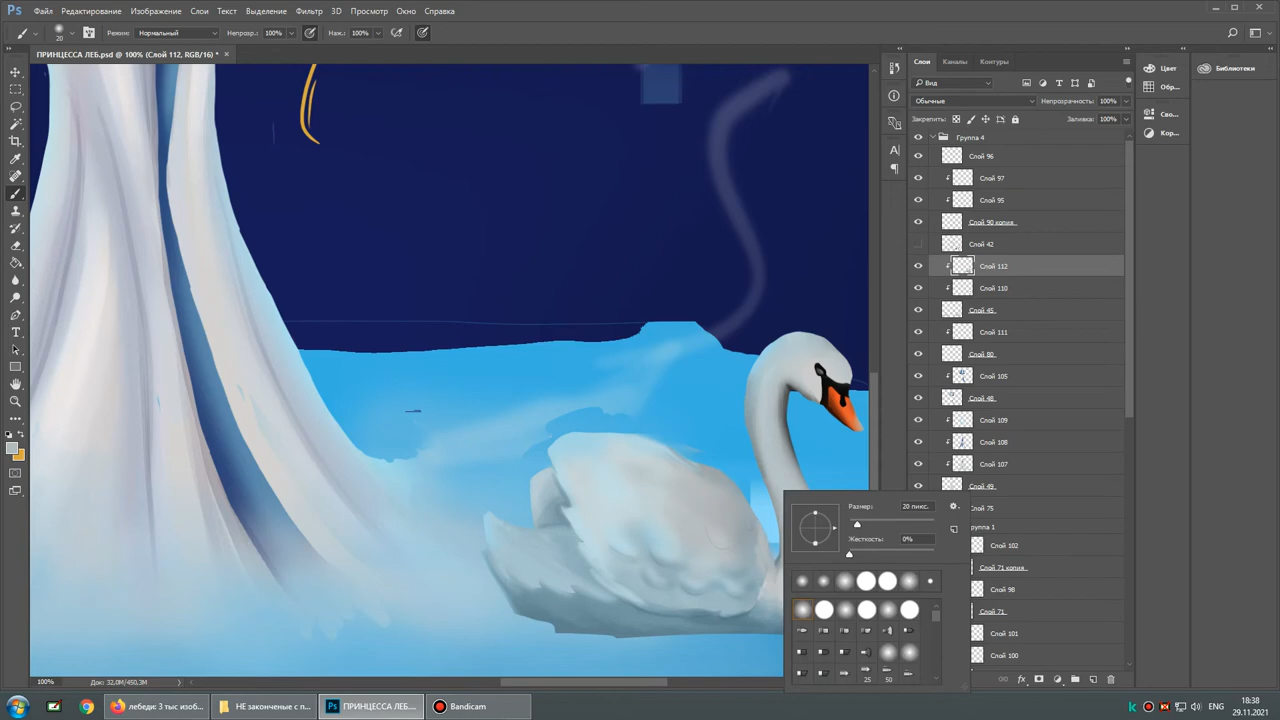 Ps Файл Редактирование Изображение Слои Текст Выделение Фильтр 3D Просмотр Окно Справка
20 Режим: Нормальный Непрозр.: 100% Наж.: 100%
ПРИНЦЕССА ЛЕБ.psd @ 100% (Слой 112, RGB/16) * ×
Слои Каналы Контуры
Вид
Обычные Непрозрачность: 100%
Закрепить: Заливка: 100%
Группа 4
Слой 96
Слой 97
Слой 95
Слой 90 копия
Слой 42
Слой 112
Слой 110
Слой 45
Слой 111
Слой 80
Слой 105
Слой 48
Слой 109
Слой 108
Слой 107
Слой 49
Слой 75
Группа 1
Слой 102
Слой 71 копия
Слой 98
Слой 71
Слой 101
Слой 100
Цвет
Обр...
Сво...
Кор...
Библиотеки
Размер: 20 пикс.
Жесткость: 0%
25 50
100% Док: 32,0M/450,3M
лебеди: 3 тыс изоб...
НЕ законченые с п...
Ps ПРИНЦЕССА ЛЕБ....
Bandicam
18:38
29.11.2021